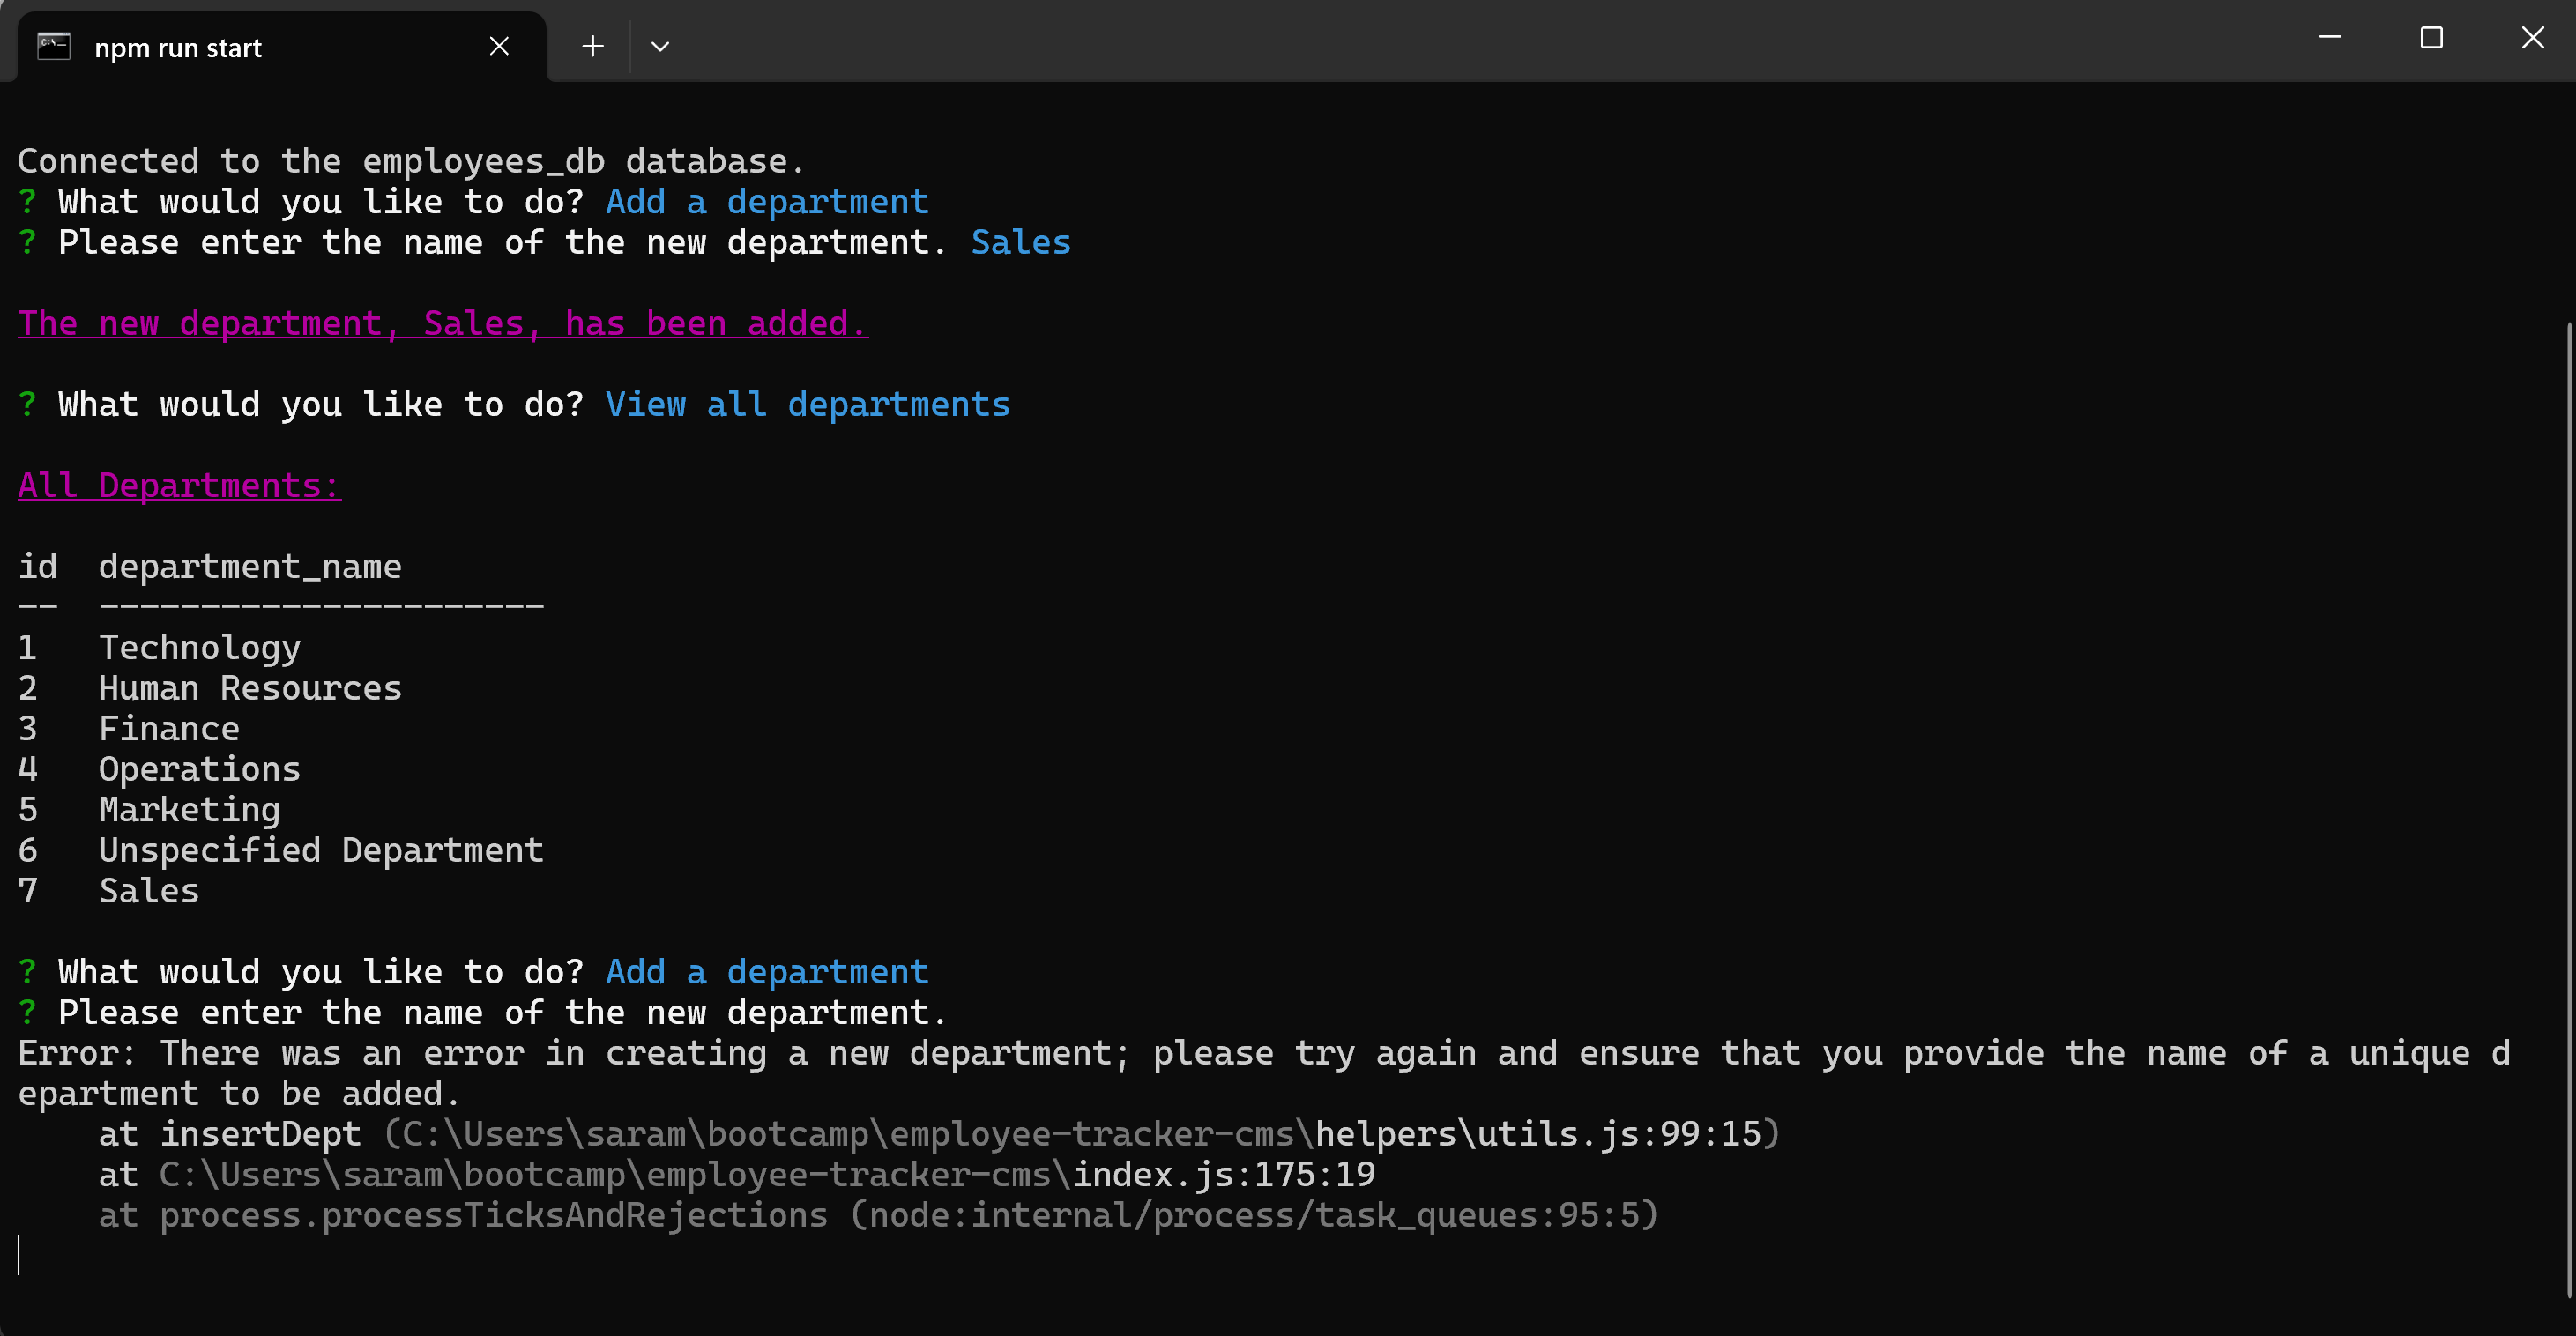 npm run start
Connected to the employees_db database.
? What would you like to do? Add a department
? Please enter the name of the new department. Sales
The new department, Sales, has been added.
? What would you like to do? View all departments
All Departments:
id  department_name
--  ----------------------
1   Technology
2   Human Resources
3   Finance
4   Operations
5   Marketing
6   Unspecified Department
7   Sales
? What would you like to do? Add a department
? Please enter the name of the new department.
Error: There was an error in creating a new department; please try again and ensure that you provide the name of a unique d
epartment to be added.
    at insertDept (C:\Users\saram\bootcamp\employee-tracker-cms\helpers\utils.js:99:15)
    at C:\Users\saram\bootcamp\employee-tracker-cms\index.js:175:19
    at process.processTicksAndRejections (node:internal/process/task_queues:95:5)